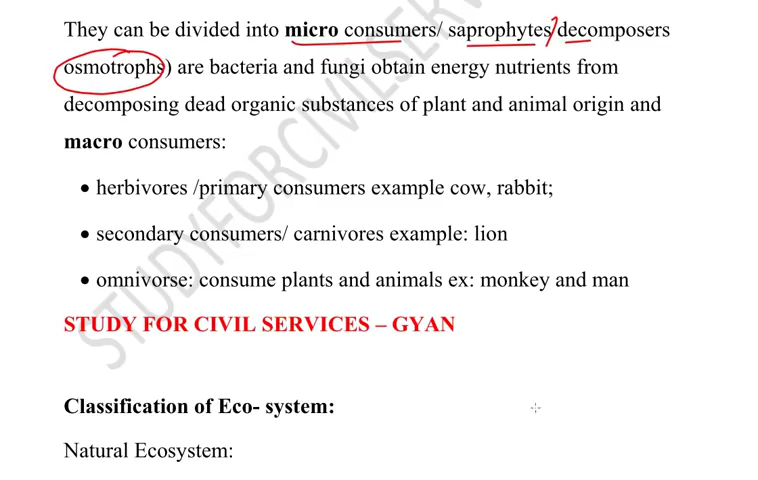 They can be divided into micro consumers/ saprophytes/decomposers
osmotrophs) are bacteria and fungi obtain energy nutrients from
decomposing dead organic substances of plant and animal origin and
macro consumers:
• herbivores /primary consumers example cow, rabbit;
• secondary consumers/ carnivores example: lion
• omnivorse: consume plants and animals ex: monkey and man
STUDY FOR CIVIL SERVICES – GYAN
Classification of Eco- system:
Natural Ecosystem:
STUDYFORCIVILSERV